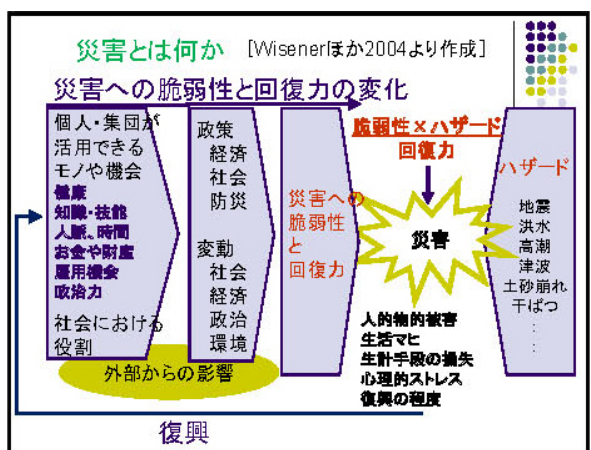 災害とは何か [Wisenerほか2004より作成]
災害への脆弱性と回復力の変化
個人・集団が
活用できる
モノや機会
健康
知識・技能
人脈、時間
お金や財産
雇用機会
政治力
社会における
役割
政策
経済
社会
防災
変動
社会
経済
政治
環境
外部からの影響
災害への
脆弱性
と
回復力
脆弱性×ハザード
回復力
災害
人的物的被害
生活マヒ
生計手段の損失
心理的ストレス
復興の程度
ハザード
地震
洪水
高潮
津波
土砂崩れ
干ばつ
:
:
復興